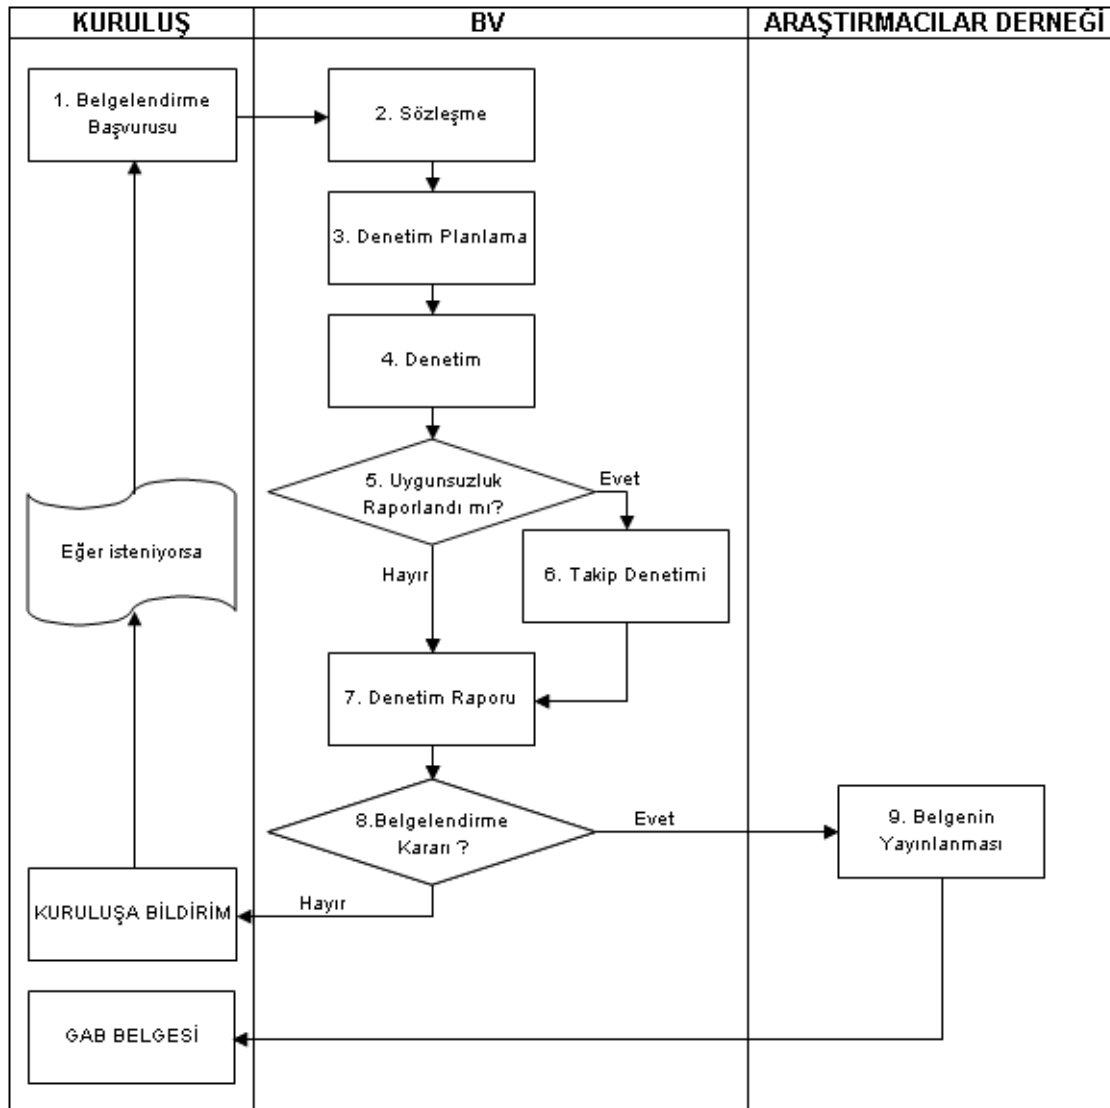 KURULUŞ
BV
ARAŞTIRMACILAR DERNEĞİ
1. Belgelendirme
Başvurusu
2. Sözleşme
3. Denetim Planlama
4. Denetim
5. Uygunsuzluk
Raporlandı mı?
Evet
Eğer isteniyorsa
Hayır
6. Takip Denetimi
7. Denetim Raporu
8.Belgelendirme
Kararı ?
Evet
9. Belgenin
Yayınlanması
KURULUŞA BİLDİRİM
Hayır
GAB BELGESİ